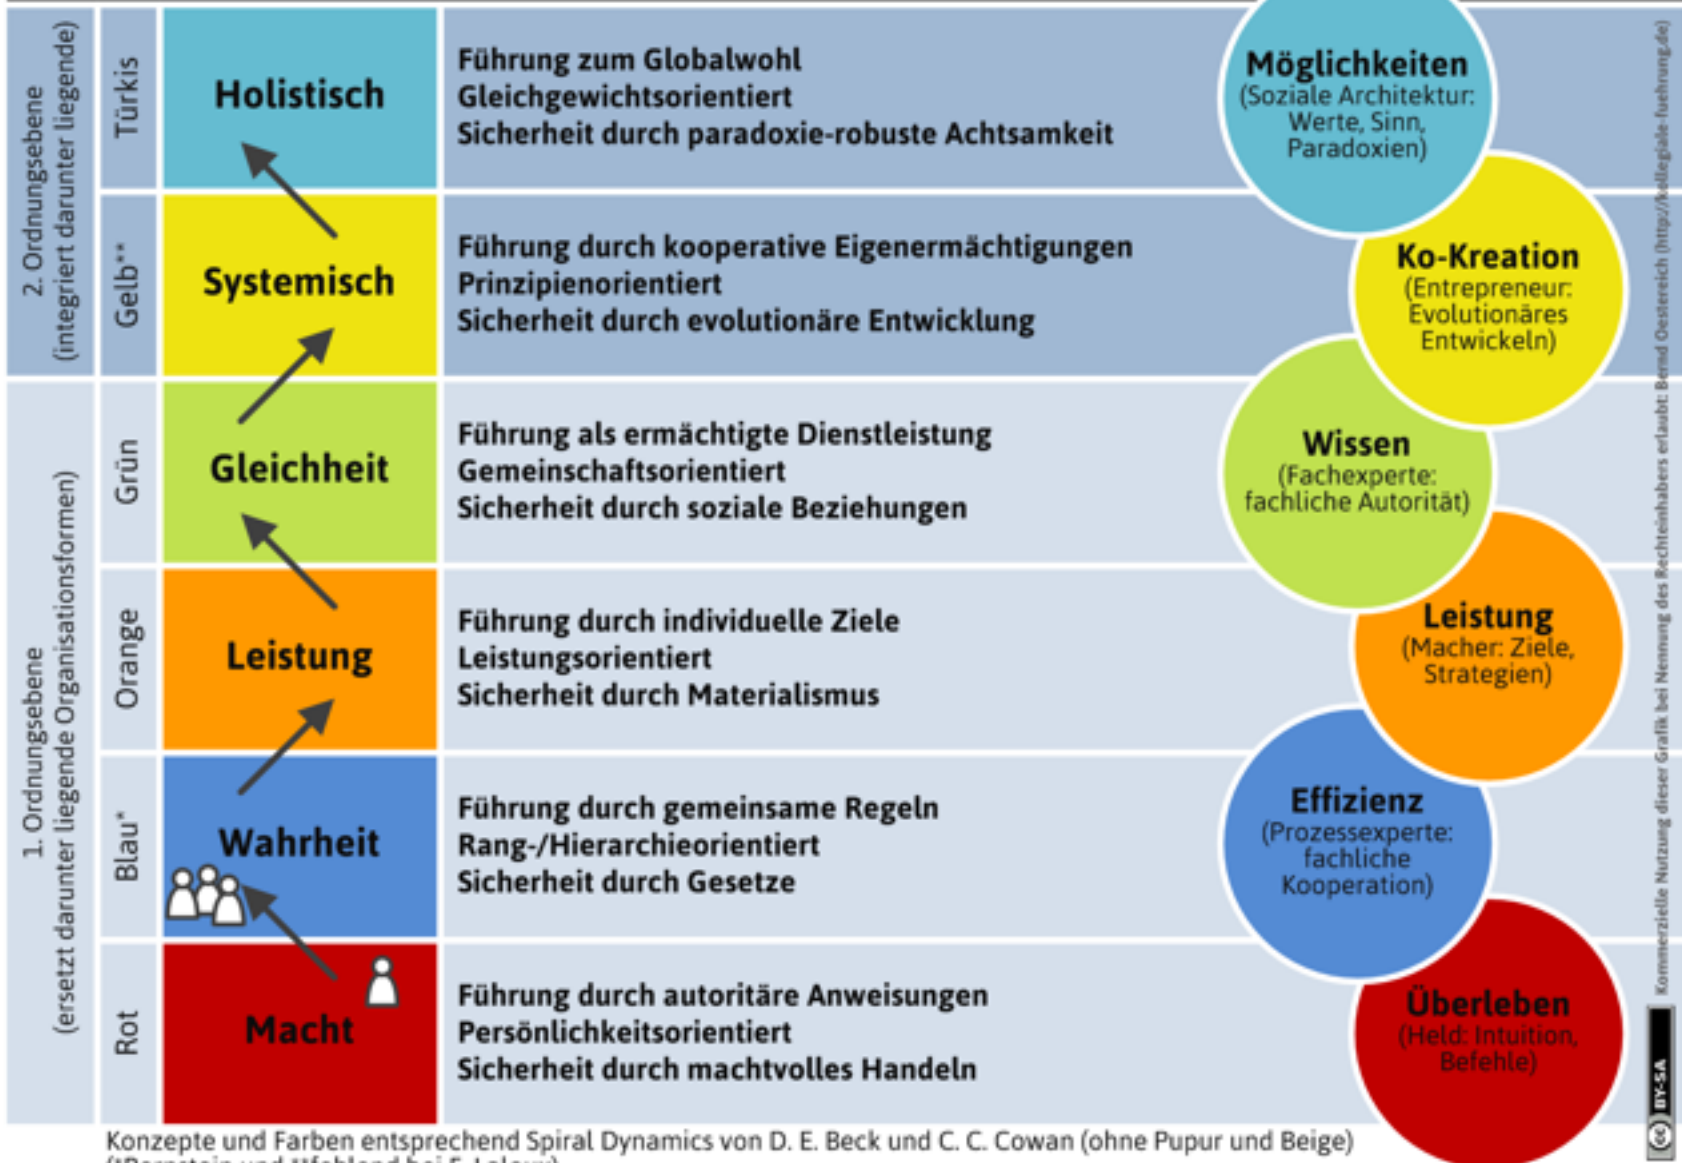 2. Ordnungsebene
(integriert darunter liegende)
Türkis
Holistisch
Führung zum Globalwohl
Gleichgewichtsorientiert
Sicherheit durch paradoxie-robuste Achtsamkeit
Möglichkeiten
(Soziale Architektur:
Werte, Sinn,
Paradoxien)
Gelb**
Systemisch
Führung durch kooperative Eigenermächtigungen
Prinzipienorientiert
Sicherheit durch evolutionäre Entwicklung
Ko-Kreation
(Entrepreneur:
Evolutionäres
Entwickeln)
1. Ordnungsebene
(ersetzt darunter liegende Organisationsformen)
Grün
Gleichheit
Führung als ermächtigte Dienstleistung
Gemeinschaftsorientiert
Sicherheit durch soziale Beziehungen
Wissen
(Fachexperte:
fachliche Autorität)
Orange
Leistung
Führung durch individuelle Ziele
Leistungsorientiert
Sicherheit durch Materialismus
Leistung
(Macher: Ziele,
Strategien)
Blau*
Wahrheit
Führung durch gemeinsame Regeln
Rang-/Hierarchieorientiert
Sicherheit durch Gesetze
Effizienz
(Prozessexperte:
fachliche
Kooperation)
Rot
Macht
Führung durch autoritäre Anweisungen
Persönlichkeitsorientiert
Sicherheit durch machtvolles Handeln
Überleben
(Held: Intuition,
Befehle)
Kommerzielle Nutzung dieser Grafik bei Nennung des Rechteinhabers erlaubt: Bernd Oestereich (http://kollegiale-fuehrung.de)
(cc) BY-SA
Konzepte und Farben entsprechend Spiral Dynamics von D. E. Beck und C. C. Cowan (ohne Pupur und Beige)